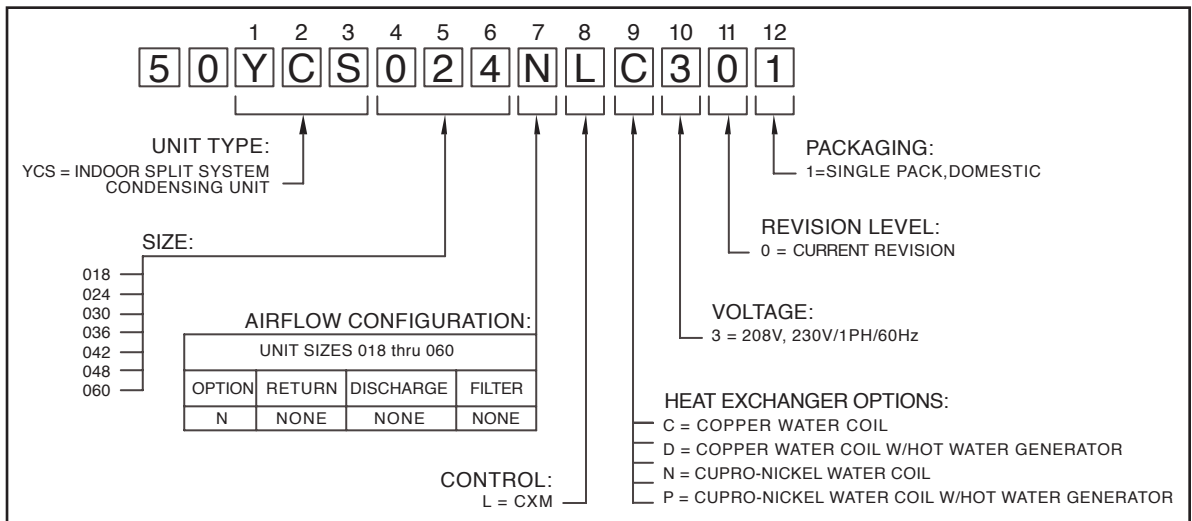 1 2 3 4 5 6 7 8 9 10 11 12
5 0 Y C S 0 2 4 N L C 3 0 1
UNIT TYPE:
YCS = INDOOR SPLIT SYSTEM
CONDENSING UNIT
SIZE:
018
024
030
036
042
048
060
AIRFLOW CONFIGURATION:
UNIT SIZES 018 thru 060
OPTION RETURN DISCHARGE FILTER
N NONE NONE NONE
CONTROL:
L = CXM
PACKAGING:
1=SINGLE PACK,DOMESTIC
REVISION LEVEL:
0 = CURRENT REVISION
VOLTAGE:
3 = 208V, 230V/1PH/60Hz
HEAT EXCHANGER OPTIONS:
C = COPPER WATER COIL
D = COPPER WATER COIL W/HOT WATER GENERATOR
N = CUPRO-NICKEL WATER COIL
P = CUPRO-NICKEL WATER COIL W/HOT WATER GENERATOR